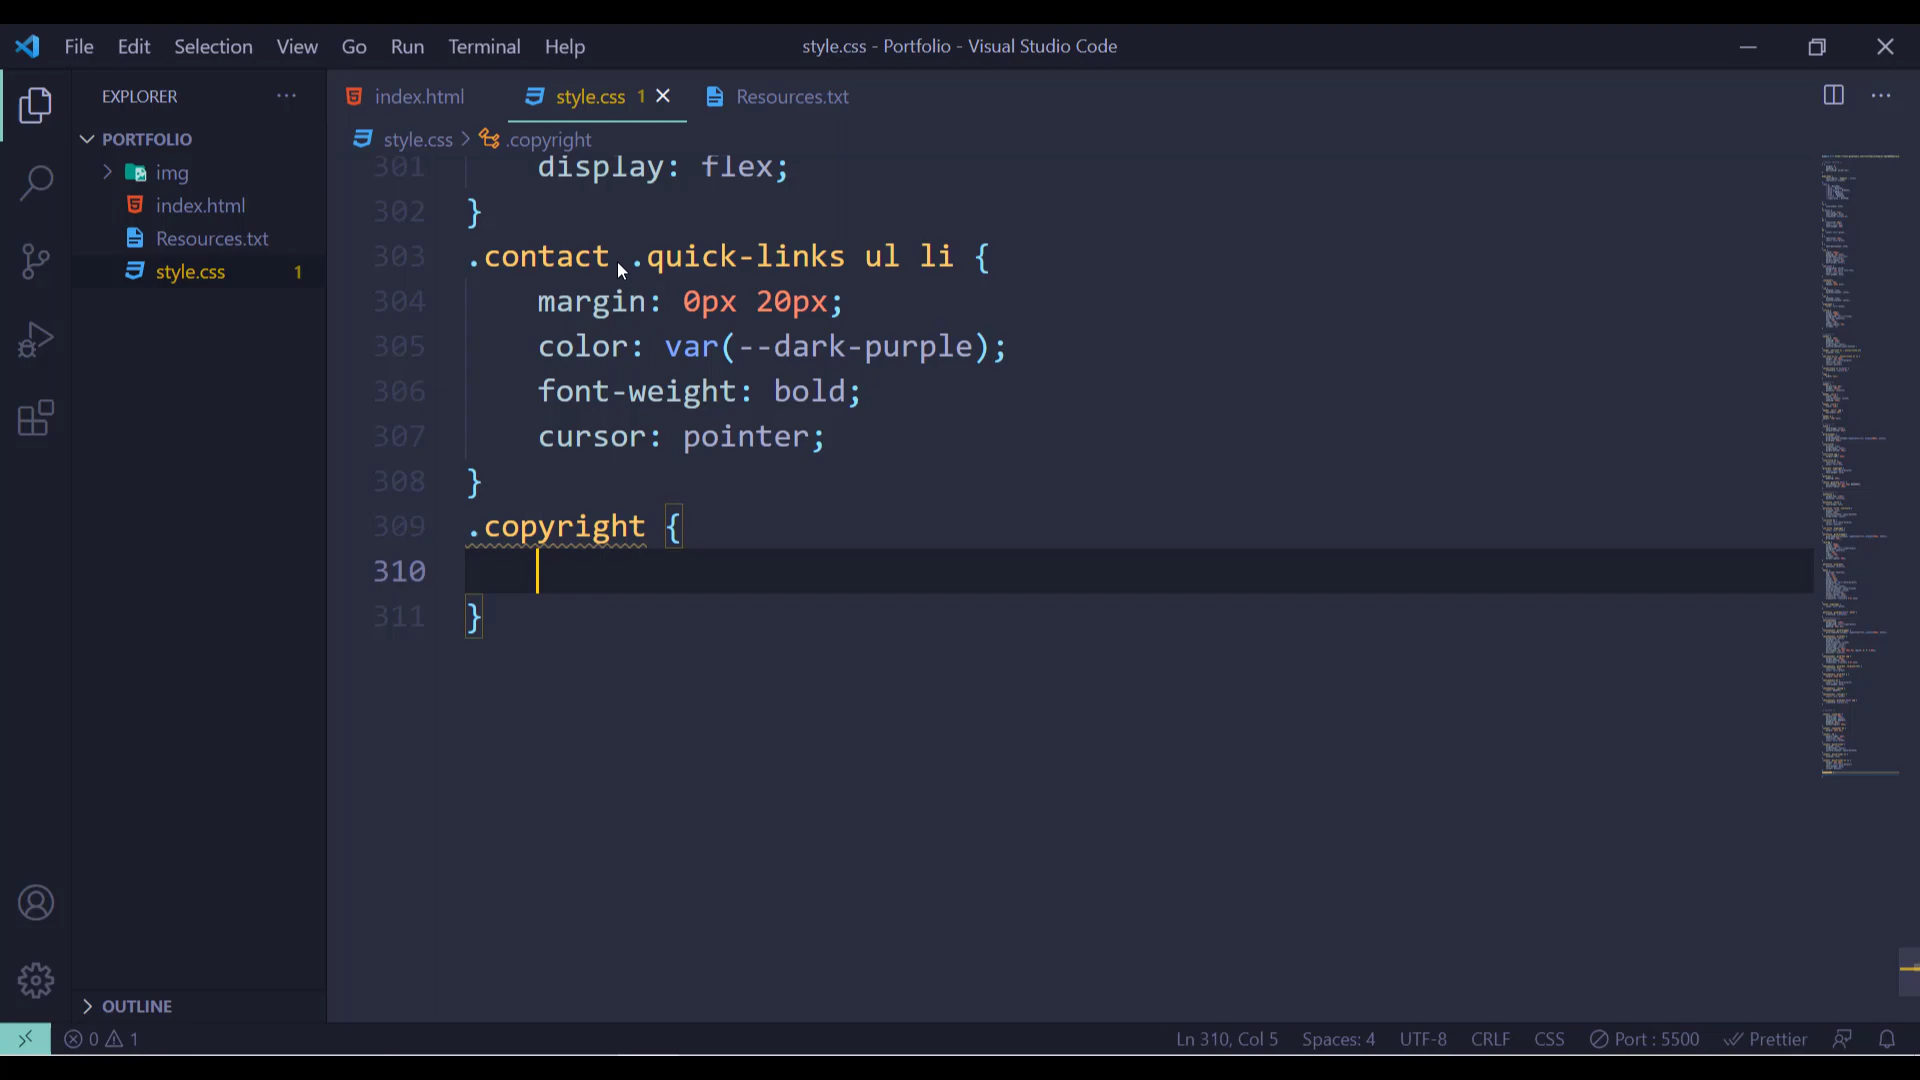 File Edit Selection View Go Run Terminal Help
style.css - Portfolio - Visual Studio Code
EXPLORER
index.html
style.css 1
Resources.txt
PORTFOLIO
img
index.html
Resources.txt
style.css 1
style.css > .copyright
301 display: flex;
302 }
303 .contact .quick-links ul li {
304 margin: 0px 20px;
305 color: var(--dark-purple);
306 font-weight: bold;
307 cursor: pointer;
308 }
309 .copyright {
310
311 }
OUTLINE
0 1
Ln 310, Col 5 Spaces: 4 UTF-8 CRLF CSS Port : 5500 Prettier